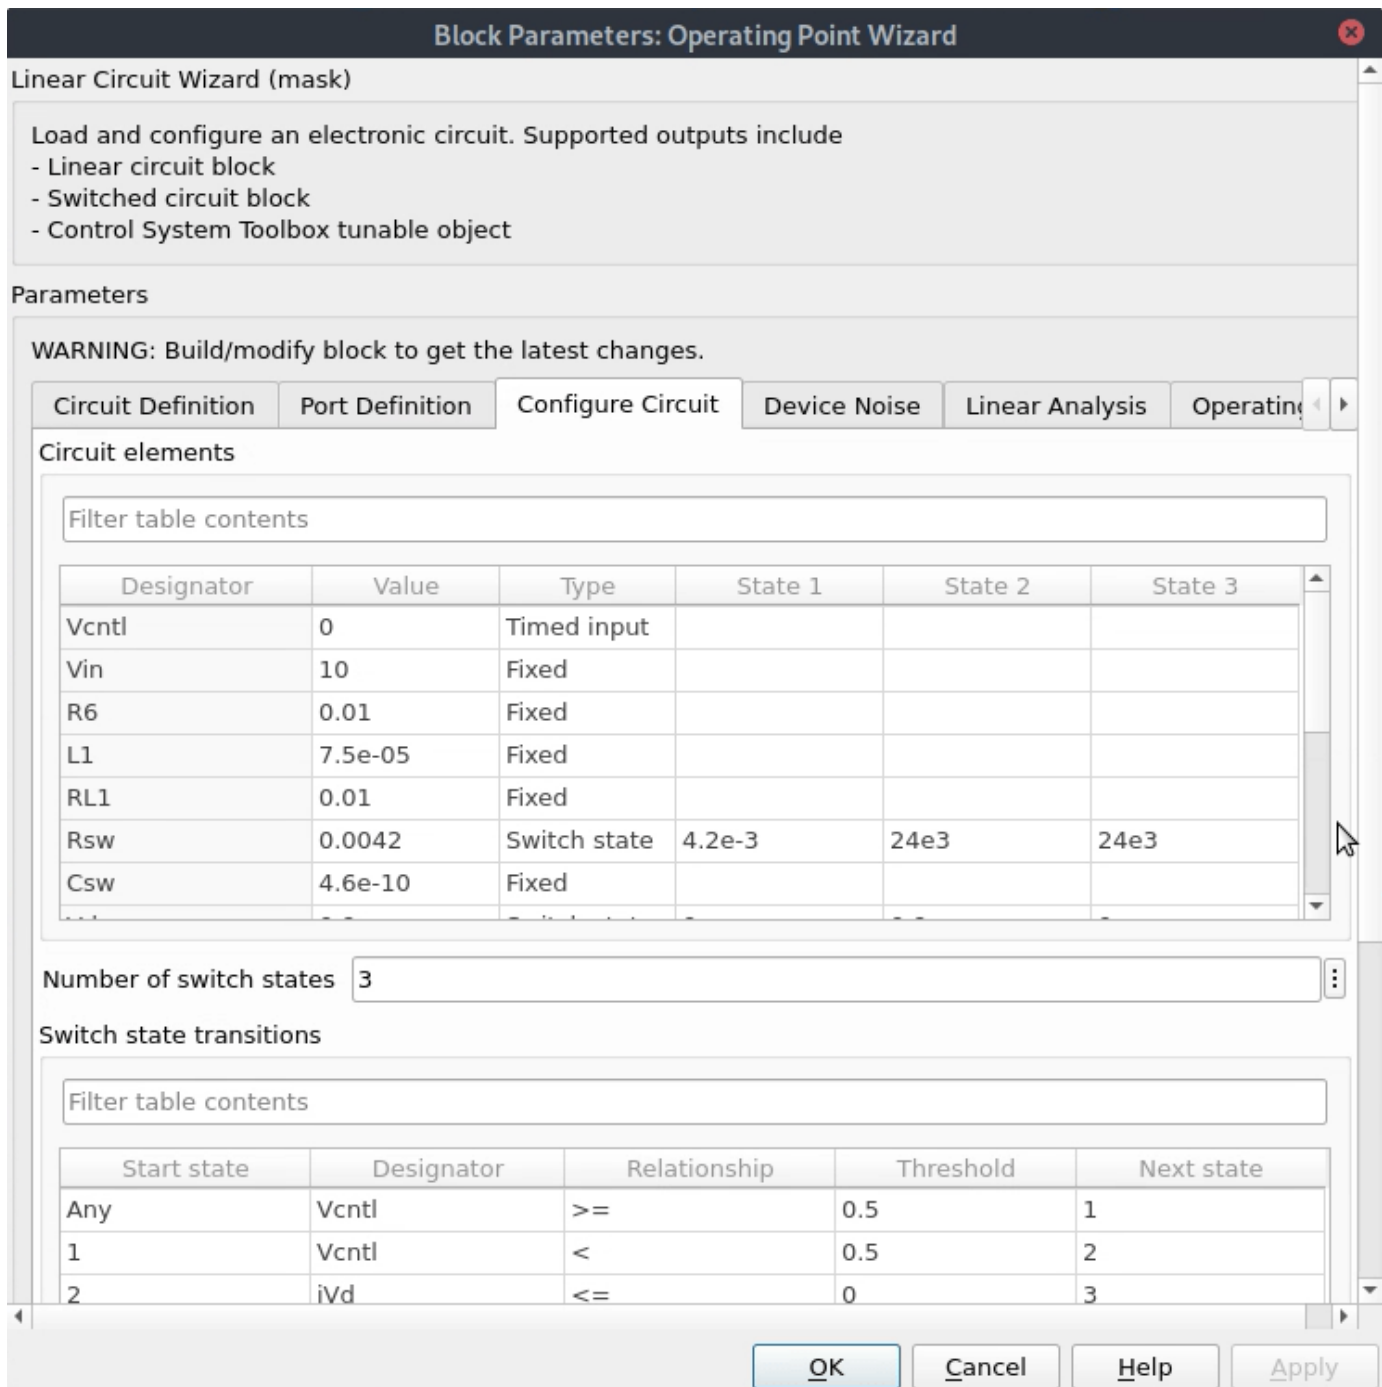 Block Parameters: Operating Point Wizard
Linear Circuit Wizard (mask)
Load and configure an electronic circuit. Supported outputs include
- Linear circuit block
- Switched circuit block
- Control System Toolbox tunable object
Parameters
WARNING: Build/modify block to get the latest changes.
Circuit Definition Port Definition Configure Circuit Device Noise Linear Analysis Operating
Circuit elements
Filter table contents
Designator Value Type State 1 State 2 State 3
Vcntl 0 Timed input
Vin 10 Fixed
R6 0.01 Fixed
L1 7.5e-05 Fixed
RL1 0.01 Fixed
Rsw 0.0042 Switch state 4.2e-3 24e3 24e3
Csw 4.6e-10 Fixed
Number of switch states 3
Switch state transitions
Filter table contents
Start state Designator Relationship Threshold Next state
Any Vcntl >= 0.5 1
1 Vcntl < 0.5 2
2 iVd <= 0 3
OK Cancel Help Apply